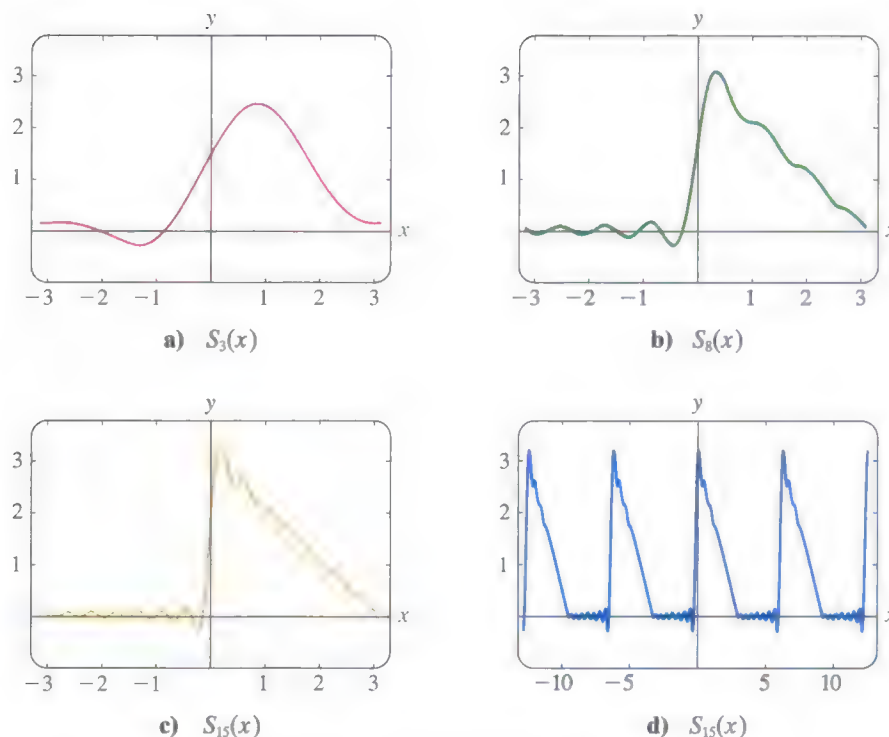 y y
3 3
2 2
1 1
x x
−3 −2 −1 1 2 3 −3 −2 −1 1 2 3
a) S₃(x) b) S₈(x)
y y
3 3
2 2
1 1
x x
−3 −2 −1 1 2 3 −10 −5 5 10
c) S₁₅(x) d) S₁₅(x)